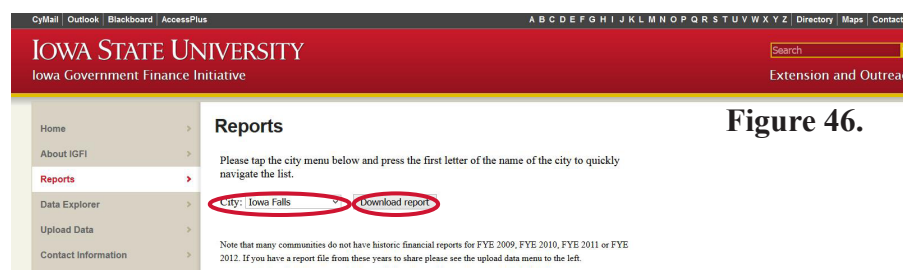 CyMail Outlook Blackboard AccessPlus A B C D E F G H I J K L M N O P Q R S T U V W X Y Z Directory Maps Contact
IOWA STATE UNIVERSITY
Search
Iowa Government Finance Initiative
Extension and Outrea
Figure 46.
Home
About IGFI
Reports
Data Explorer
Upload Data
Contact Information
Reports
Please tap the city menu below and press the first letter of the name of the city to quickly
navigate the list.
City: Iowa Falls Download report
Note that many communities do not have historic financial reports for FYE 2009, FYE 2010, FYE 2011 or FYE
2012. If you have a report file from these years to share please see the upload data menu to the left.